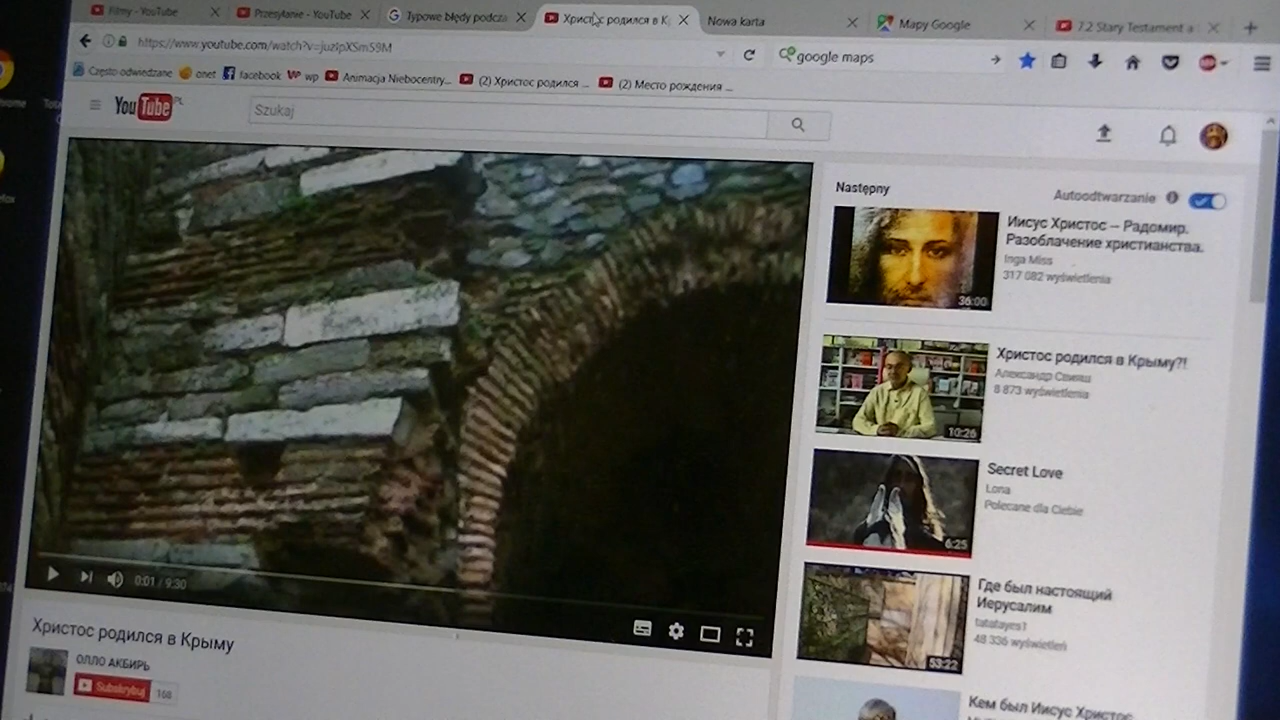 Filmy - YouTube
Przesyłanie - YouTube
Typowe błędy podcza
Христос родился в К
Nowa karta
Mapy Google
7.2 Stary Testament a
https://www.youtube.com/watch?v=juzIpXSm59M
google maps
Często odwiedzane
onet
facebook
WP wp
Animacja Niebocentry...
(2) Христос родился ...
(2) Место рождения ...
YouTube PL
Szukaj
Następny
Autoodtwarzanie
Иисус Христос – Радомир.
Разоблачение христианства.
Inga Miss
317 082 wyświetlenia
36:00
Христос родился в Крыму?!
Александр Свияш
8 873 wyświetlenia
10:26
Secret Love
Lona
Polecane dla Ciebie
6:25
Где был настоящий
Иерусалим
tatafayes1
48 336 wyświetleń
53:22
Кем был Иисус Христос
0:01 / 9:30
Христос родился в Крыму
ОЛЛО АКБИРЬ
Subskrybuj
168